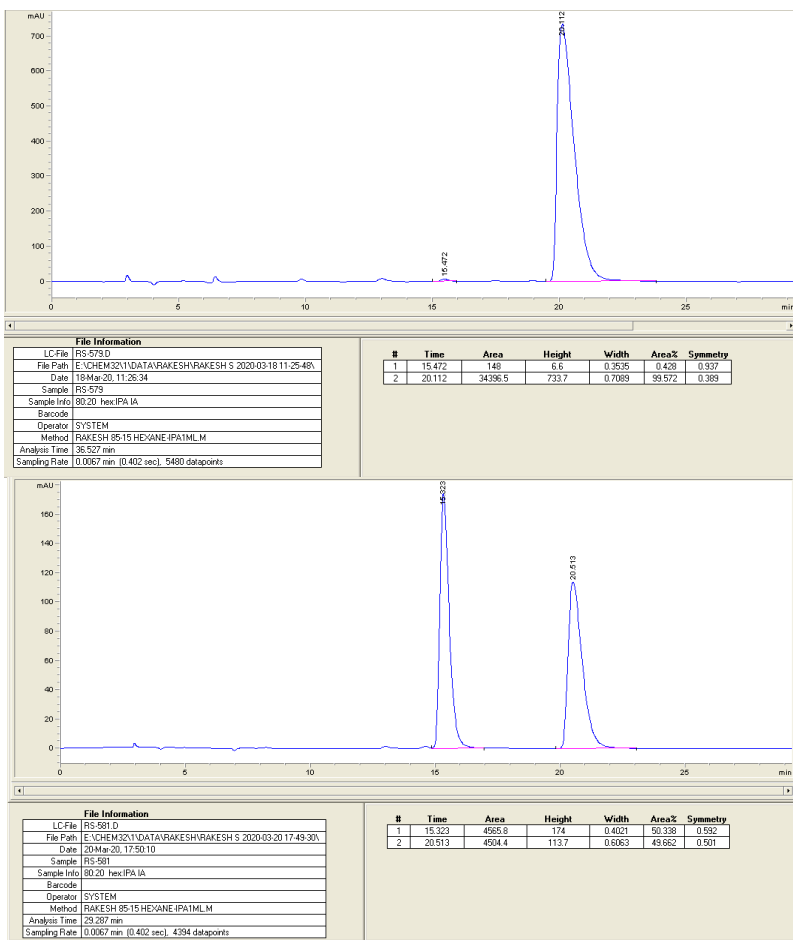 mAU
700
600
500
400
300
200
100
0
15.472
20.112
0 5 10 15 20 25 min
File Information
LC-File RS-579.D
File Path E:\CHEM32\1\DATA\RAKESH\RAKESH S 2020-03-18 11-25-48\
Date 18-Mar-20, 11:26:34
Sample RS-579
Sample Info 80:20 hex:IPA IA
Barcode
Operator SYSTEM
Method RAKESH 85-15 HEXANE-IPA1ML.M
Analysis Time 36.527 min
Sampling Rate 0.0067 min (0.402 sec), 5480 datapoints
# Time Area Height Width Area% Symmetry
1 15.472 148 6.6 0.3535 0.428 0.937
2 20.112 34396.5 733.7 0.7089 99.572 0.389
mAU
160
140
120
100
80
60
40
20
0
15.323
20.513
0 5 10 15 20 25 min
File Information
LC-File RS-581.D
File Path E:\CHEM32\1\DATA\RAKESH\RAKESH S 2020-03-20 17-49-30\
Date 20-Mar-20, 17:50:10
Sample RS-581
Sample Info 80:20 hex:IPA IA
Barcode
Operator SYSTEM
Method RAKESH 85-15 HEXANE-IPA1ML.M
Analysis Time 29.287 min
Sampling Rate 0.0067 min (0.402 sec), 4394 datapoints
# Time Area Height Width Area% Symmetry
1 15.323 4565.8 174 0.4021 50.338 0.592
2 20.513 4504.4 113.7 0.6063 49.662 0.501